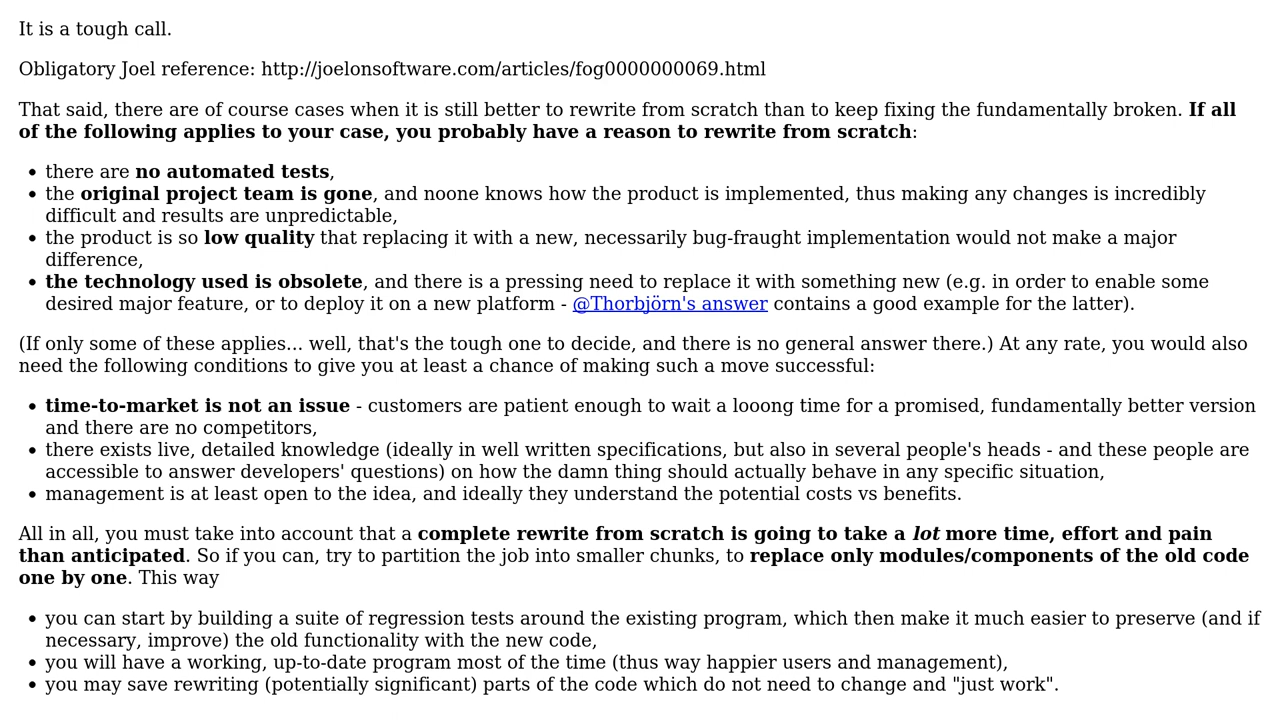 It is a tough call.
Obligatory Joel reference: http://joelonsoftware.com/articles/fog0000000069.html
That said, there are of course cases when it is still better to rewrite from scratch than to keep fixing the fundamentally broken. If all
of the following applies to your case, you probably have a reason to rewrite from scratch:
• there are no automated tests,
• the original project team is gone, and noone knows how the product is implemented, thus making any changes is incredibly
difficult and results are unpredictable,
• the product is so low quality that replacing it with a new, necessarily bug-fraught implementation would not make a major
difference,
• the technology used is obsolete, and there is a pressing need to replace it with something new (e.g. in order to enable some
desired major feature, or to deploy it on a new platform - @Thorbjörn's answer contains a good example for the latter).
(If only some of these applies... well, that's the tough one to decide, and there is no general answer there.) At any rate, you would also
need the following conditions to give you at least a chance of making such a move successful:
• time-to-market is not an issue - customers are patient enough to wait a looong time for a promised, fundamentally better version
and there are no competitors,
• there exists live, detailed knowledge (ideally in well written specifications, but also in several people's heads - and these people are
accessible to answer developers' questions) on how the damn thing should actually behave in any specific situation,
• management is at least open to the idea, and ideally they understand the potential costs vs benefits.
All in all, you must take into account that a complete rewrite from scratch is going to take a lot more time, effort and pain
than anticipated. So if you can, try to partition the job into smaller chunks, to replace only modules/components of the old code
one by one. This way
• you can start by building a suite of regression tests around the existing program, which then make it much easier to preserve (and if
necessary, improve) the old functionality with the new code,
• you will have a working, up-to-date program most of the time (thus way happier users and management),
• you may save rewriting (potentially significant) parts of the code which do not need to change and "just work".